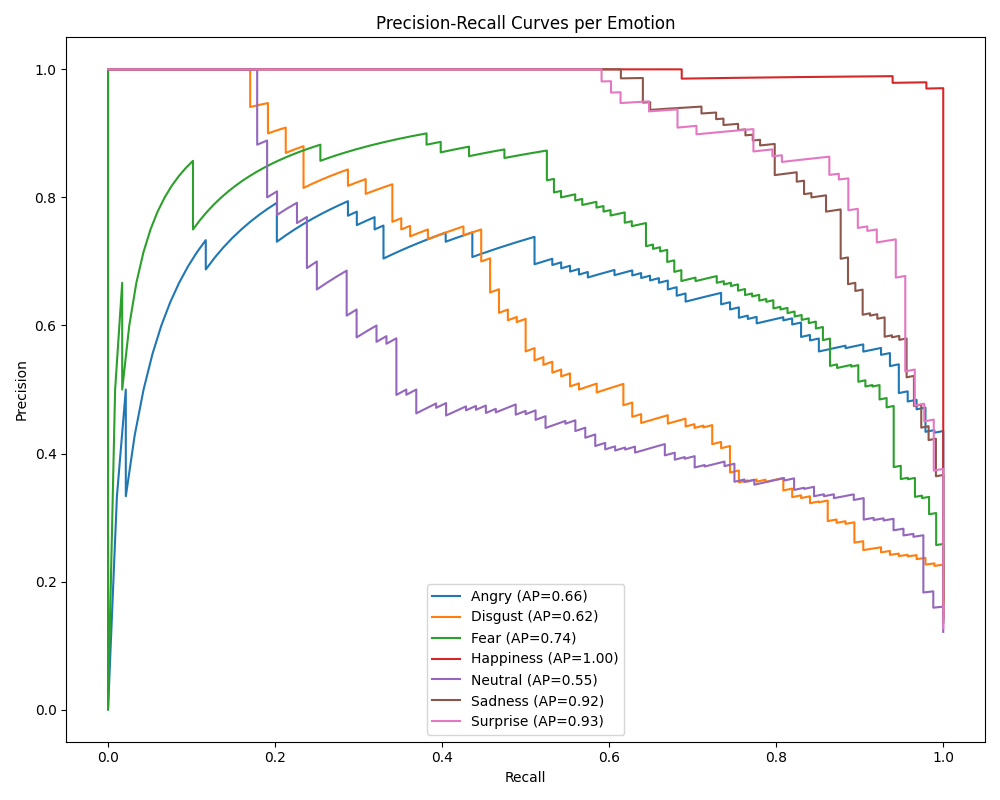 Precision-Recall Curves per Emotion
Precision
1.0
0.8
0.6
0.4
0.2
0.0
Angry (AP=0.66)
Disgust (AP=0.62)
Fear (AP=0.74)
Happiness (AP=1.00)
Neutral (AP=0.55)
Sadness (AP=0.92)
Surprise (AP=0.93)
0.0 0.2 0.4 0.6 0.8 1.0
Recall